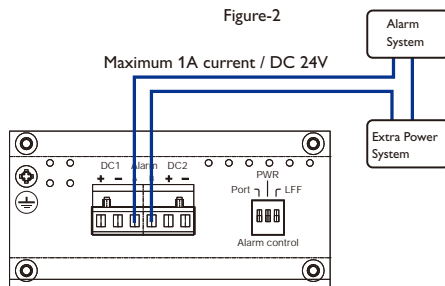 Figure-2
Alarm
System
Maximum 1A current / DC 24V
Extra Power
System
DC1 Alarm DC2
+ − + −
PWR
Port LFF
Alarm control